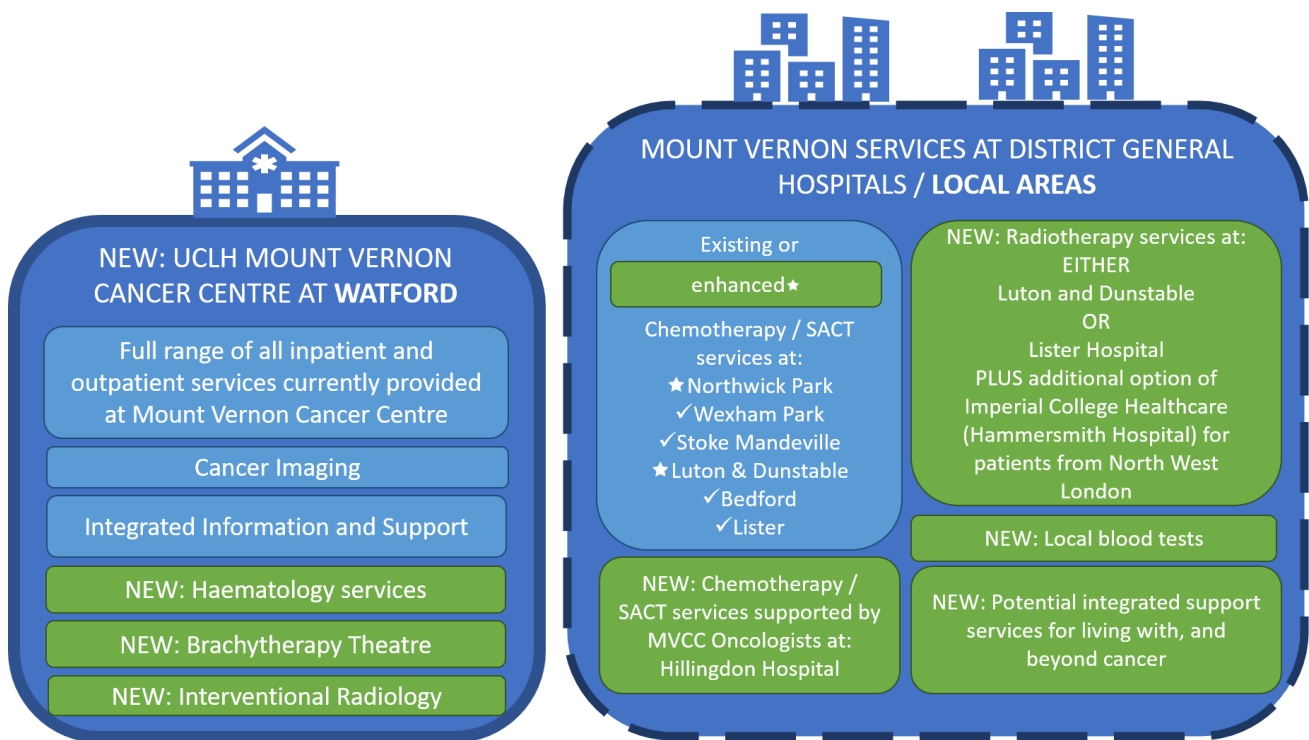 NEW: UCLH MOUNT VERNON
CANCER CENTRE AT WATFORD
Full range of all inpatient and
outpatient services currently provided
at Mount Vernon Cancer Centre
Cancer Imaging
Integrated Information and Support
NEW: Haematology services
NEW: Brachytherapy Theatre
NEW: Interventional Radiology
MOUNT VERNON SERVICES AT DISTRICT GENERAL
HOSPITALS / LOCAL AREAS
Existing or
enhanced★
Chemotherapy / SACT
services at:
★Northwick Park
✓Wexham Park
✓Stoke Mandeville
★Luton & Dunstable
✓Bedford
✓Lister
NEW: Chemotherapy /
SACT services supported by
MVCC Oncologists at:
Hillingdon Hospital
NEW: Radiotherapy services at:
EITHER
Luton and Dunstable
OR
Lister Hospital
PLUS additional option of
Imperial College Healthcare
(Hammersmith Hospital) for
patients from North West
London
NEW: Local blood tests
NEW: Potential integrated support
services for living with, and
beyond cancer